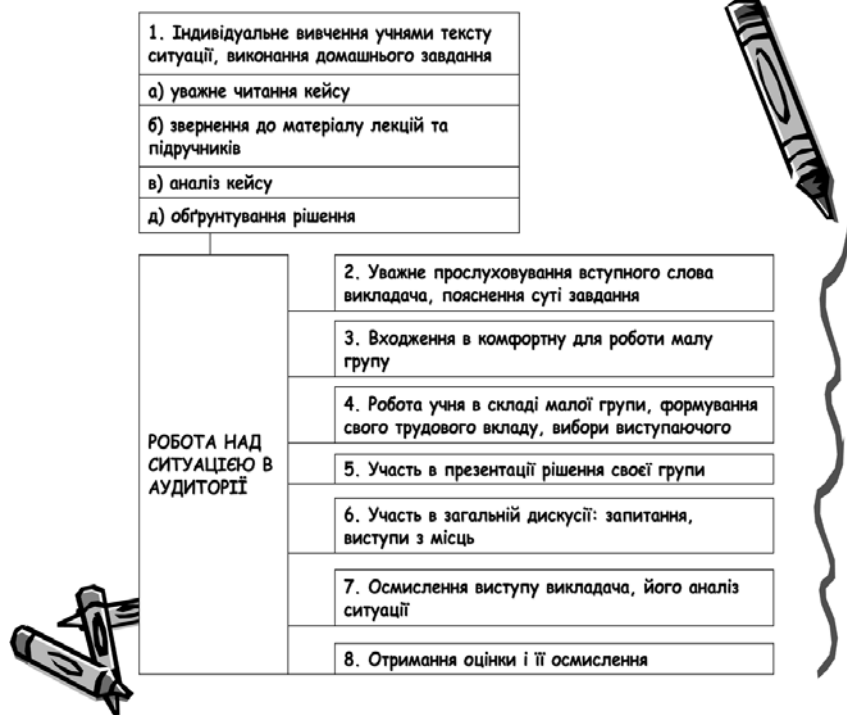 1. Індивідуальне вивчення учнями тексту
ситуації, виконання домашнього завдання
а) уважне читання кейсу
б) звернення до матеріалу лекцій та
підручників
в) аналіз кейсу
д) обґрунтування рішення
РОБОТА НАД
СИТУАЦІЄЮ В
АУДИТОРІЇ
2. Уважне прослуховування вступного слова
викладача, пояснення суті завдання
3. Входження в комфортну для роботи малу
групу
4. Робота учня в складі малої групи, формування
свого трудового вкладу, вибори виступаючого
5. Участь в презентації рішення своєї групи
6. Участь в загальній дискусії: запитання,
виступи з місць
7. Осмислення виступу викладача, його аналіз
ситуації
8. Отримання оцінки і її осмислення